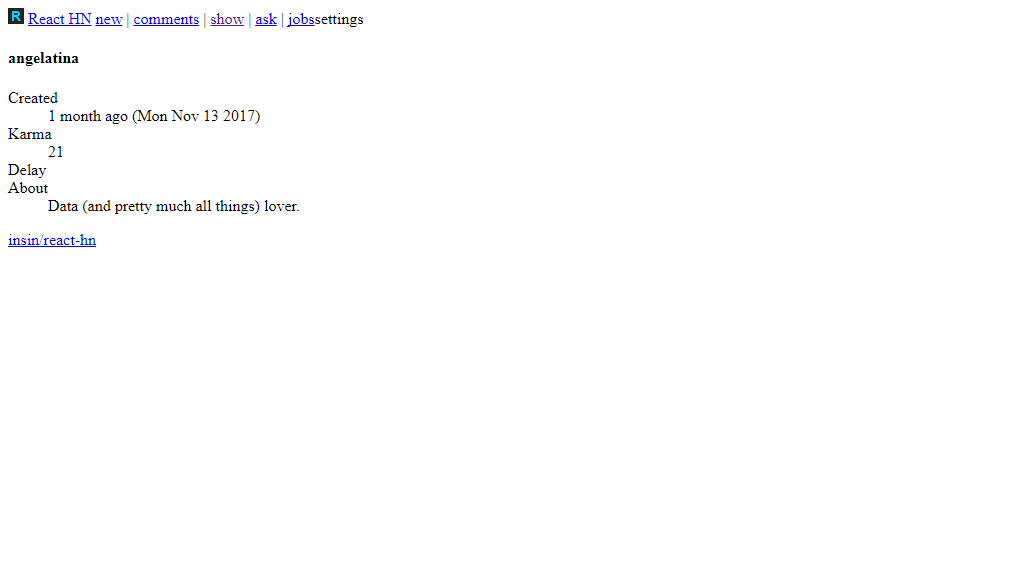 R React HN new | comments | show | ask | jobssettings
angelatina
Created
1 month ago (Mon Nov 13 2017)
Karma
21
Delay
About
Data (and pretty much all things) lover.
insin/react-hn